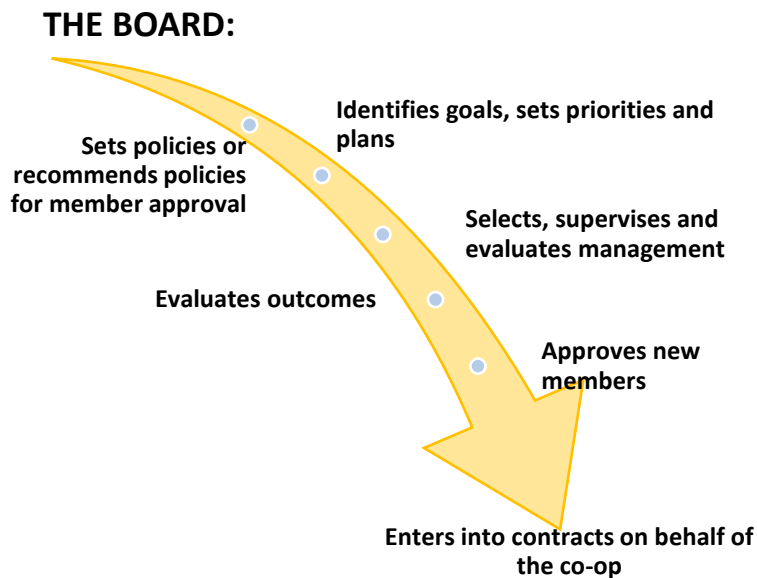 THE BOARD:
Identifies goals, sets priorities and
plans
Sets policies or
recommends policies
for member approval
Selects, supervises and
evaluates management
Evaluates outcomes
Approves new
members
Enters into contracts on behalf of
the co-op